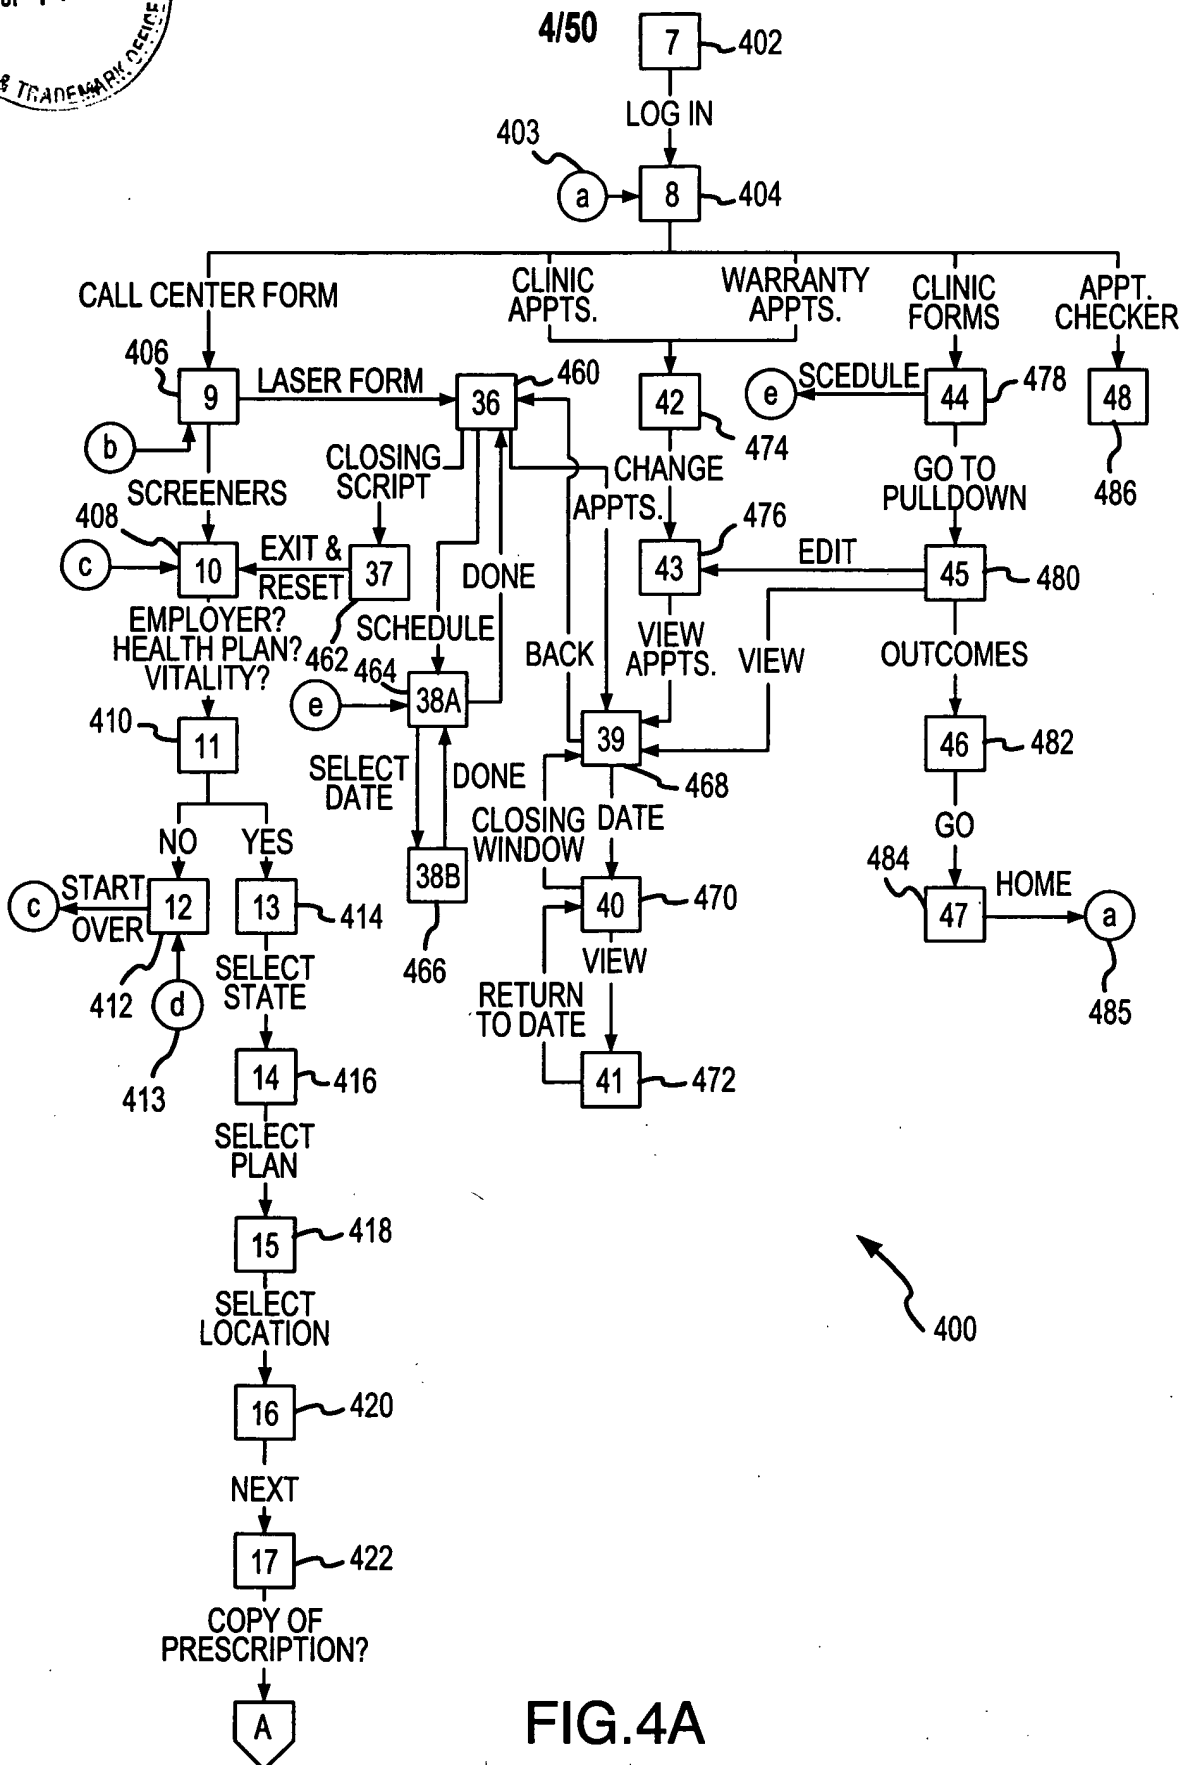 & TRADEMARK OFFICE
4/50
7
402
LOG IN
403
a
8
404
CALL CENTER FORM
CLINIC
APPTS.
WARRANTY
APPTS.
CLINIC
FORMS
APPT.
CHECKER
406
9
LASER FORM
36
460
42
474
e
SCEDULE
44
478
48
486
b
SCREENERS
CLOSING
SCRIPT
APPTS.
CHANGE
GO TO
PULLDOWN
408
c
10
EXIT &
RESET
37
462
DONE
43
476
EDIT
45
480
EMPLOYER?
HEALTH PLAN?
VITALITY?
SCHEDULE
BACK
VIEW
APPTS.
VIEW
OUTCOMES
464
e
38A
39
468
46
482
410
11
SELECT
DATE
DONE
CLOSING
WINDOW
DATE
GO
NO
YES
c
START
OVER
12
412
13
414
38B
466
40
470
484
47
HOME
a
485
d
413
SELECT
STATE
VIEW
RETURN
TO DATE
14
416
41
472
SELECT
PLAN
15
418
SELECT
LOCATION
400
16
420
NEXT
17
422
COPY OF
PRESCRIPTION?
A
FIG.4A